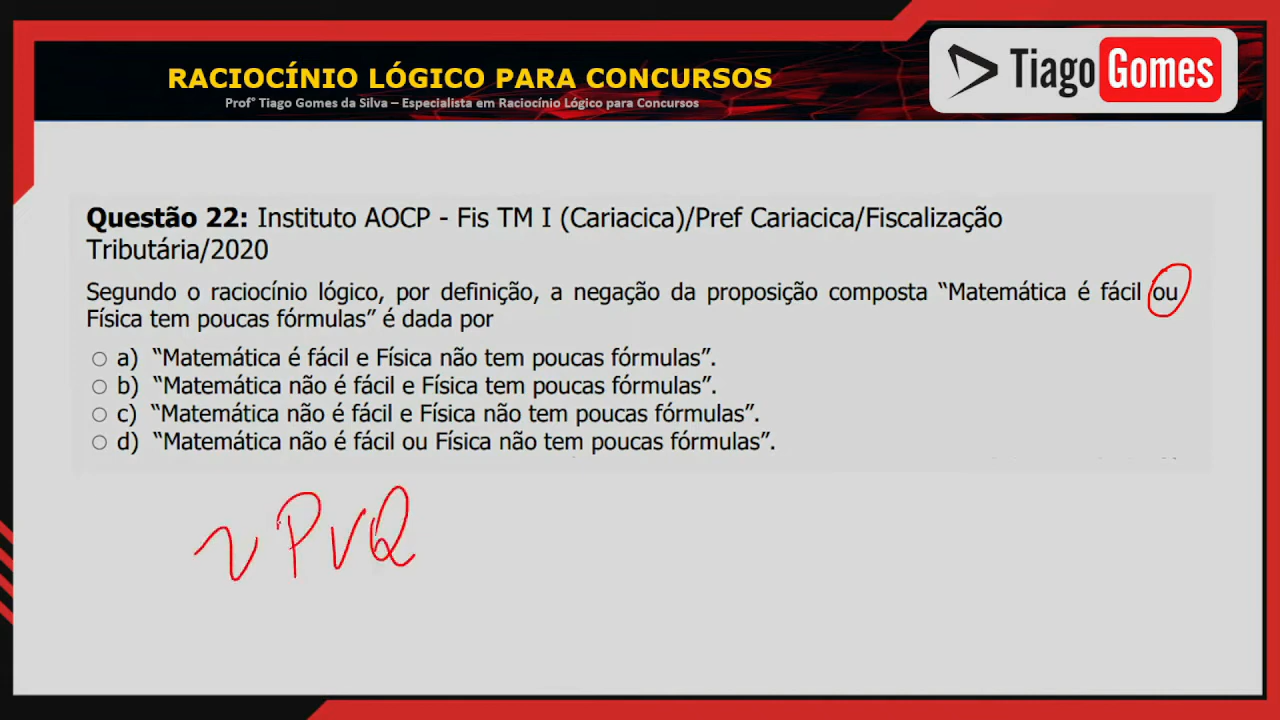 RACIOCÍNIO LÓGICO PARA CONCURSOS
Prof° Tiago Gomes da Silva – Especialista em Raciocínio Lógico para Concursos
Tiago Gomes
Questão 22: Instituto AOCP - Fis TM I (Cariacica)/Pref Cariacica/Fiscalização
Tributária/2020
Segundo o raciocínio lógico, por definição, a negação da proposição composta “Matemática é fácil ou
Física tem poucas fórmulas” é dada por
a) “Matemática é fácil e Física não tem poucas fórmulas”.
b) “Matemática não é fácil e Física tem poucas fórmulas”.
c) “Matemática não é fácil e Física não tem poucas fórmulas”.
d) “Matemática não é fácil ou Física não tem poucas fórmulas”.
~ P V Q